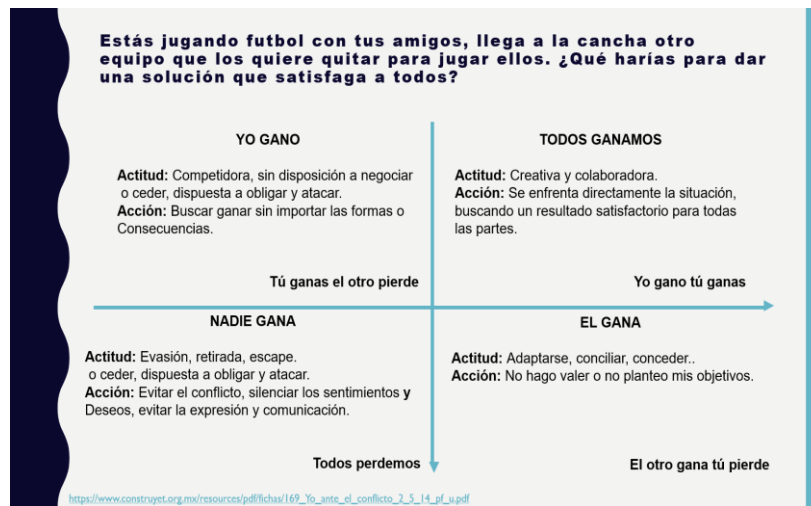 Estás jugando futbol con tus amigos, llega a la cancha otro
equipo que los quiere quitar para jugar ellos. ¿Qué harías para dar
una solución que satisfaga a todos?
YO GANO
Actitud: Competidora, sin disposición a negociar
o ceder, dispuesta a obligar y atacar.
Acción: Buscar ganar sin importar las formas o
Consecuencias.
Tú ganas el otro pierde
TODOS GANAMOS
Actitud: Creativa y colaboradora.
Acción: Se enfrenta directamente la situación,
buscando un resultado satisfactorio para todas
las partes.
Yo gano tú ganas
NADIE GANA
Actitud: Evasión, retirada, escape.
o ceder, dispuesta a obligar y atacar.
Acción: Evitar el conflicto, silenciar los sentimientos y
Deseos, evitar la expresión y comunicación.
Todos perdemos
EL GANA
Actitud: Adaptarse, conciliar, conceder..
Acción: No hago valer o no planteo mis objetivos.
El otro gana tú pierde
https://www.construyet.org.mx/resources/pdf/fichas/169_Yo_ante_el_conflicto_2_5_14_pf_u.pdf